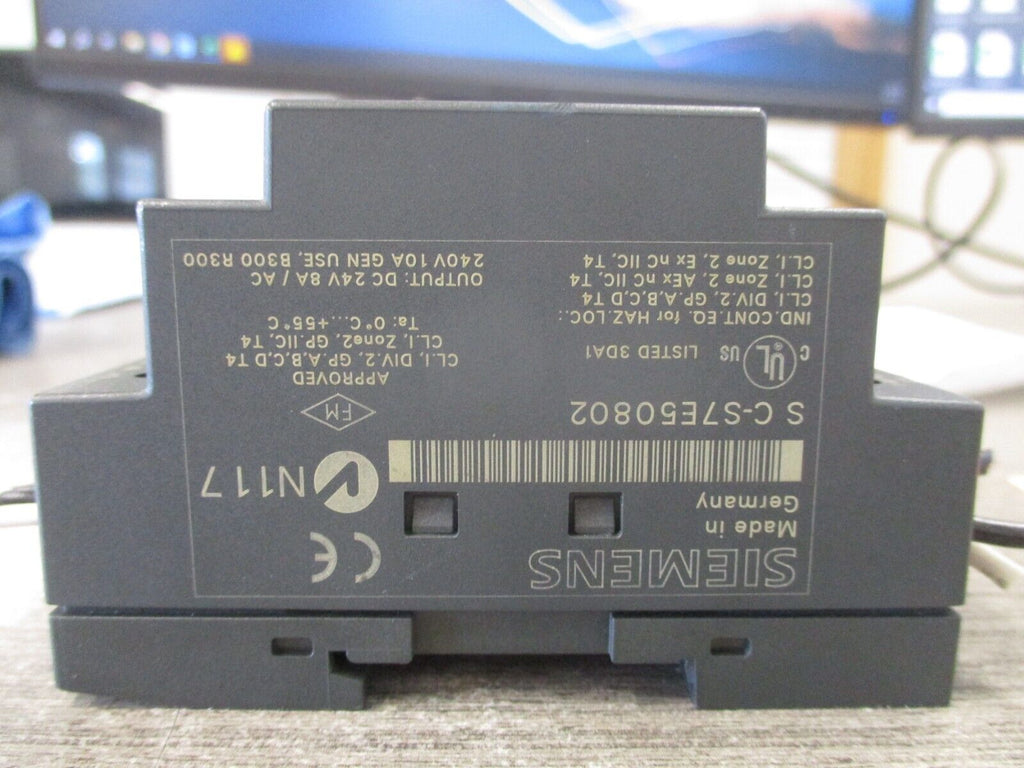 SIEMENS
Made in
Germany
CE
N117
S C-S7E50802
FM
APPROVED
CL.I, DIV.2, GP.A,B,C,D T4
CL.I, Zone2, GP.IIC, T4
Ta: 0°C...+55°C
C UL US LISTED 3DA1
IND.CONT.EQ. for HAZ.LOC.:
CL.I, DIV.2, GP.A,B,C,D T4
CL.I, Zone 2, AEx nC IIC, T4
CL.I, Zone 2, Ex nC IIC, T4
OUTPUT: DC 24V 8A / AC
240V 10A GEN USE, B300 R300